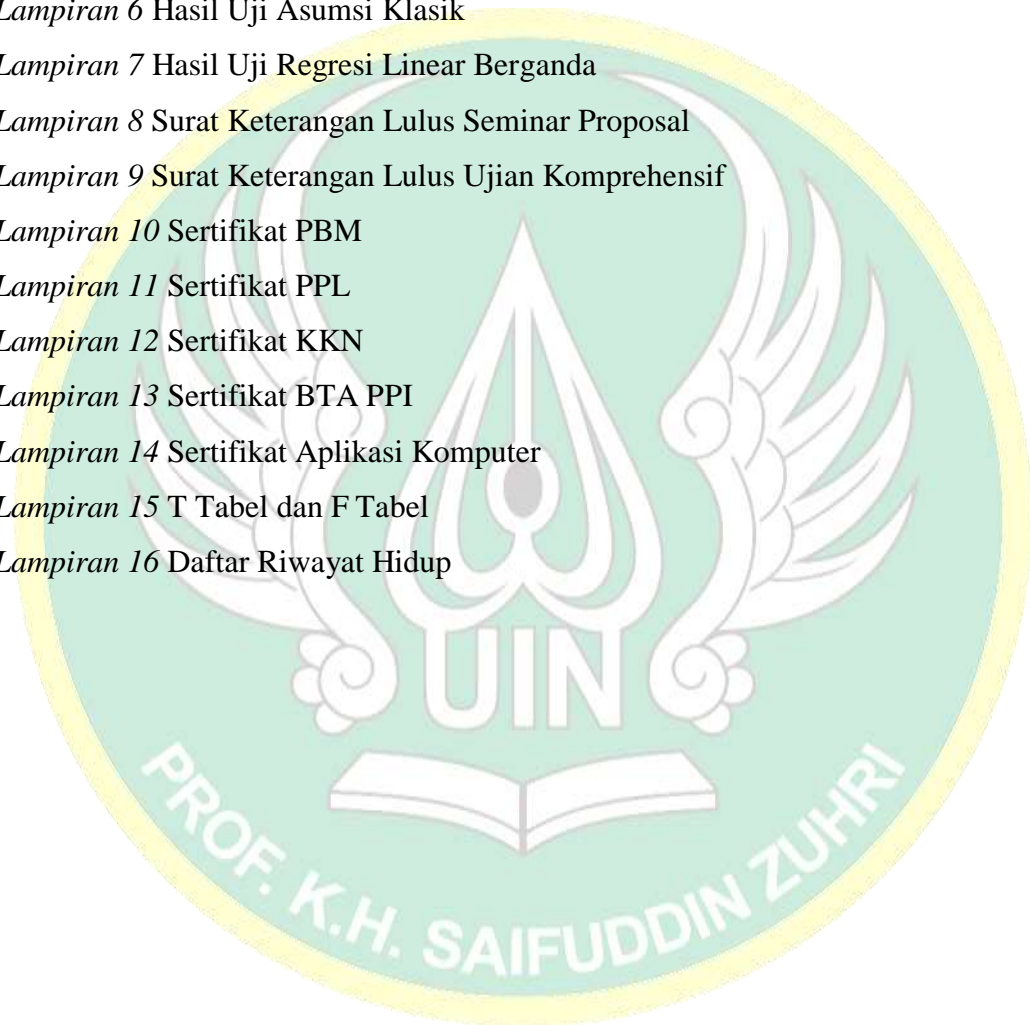 Lampiran 6 Hasil Uji Asumsi Klasik
Lampiran 7 Hasil Uji Regresi Linear Berganda
Lampiran 8 Surat Keterangan Lulus Seminar Proposal
Lampiran 9 Surat Keterangan Lulus Ujian Komprehensif
Lampiran 10 Sertifikat PBM
Lampiran 11 Sertifikat PPL
Lampiran 12 Sertifikat KKN
Lampiran 13 Sertifikat BTA PPI
Lampiran 14 Sertifikat Aplikasi Komputer
Lampiran 15 T Tabel dan F Tabel
Lampiran 16 Daftar Riwayat Hidup
UIN
PROF. K.H. SAIFUDDIN ZUHRI